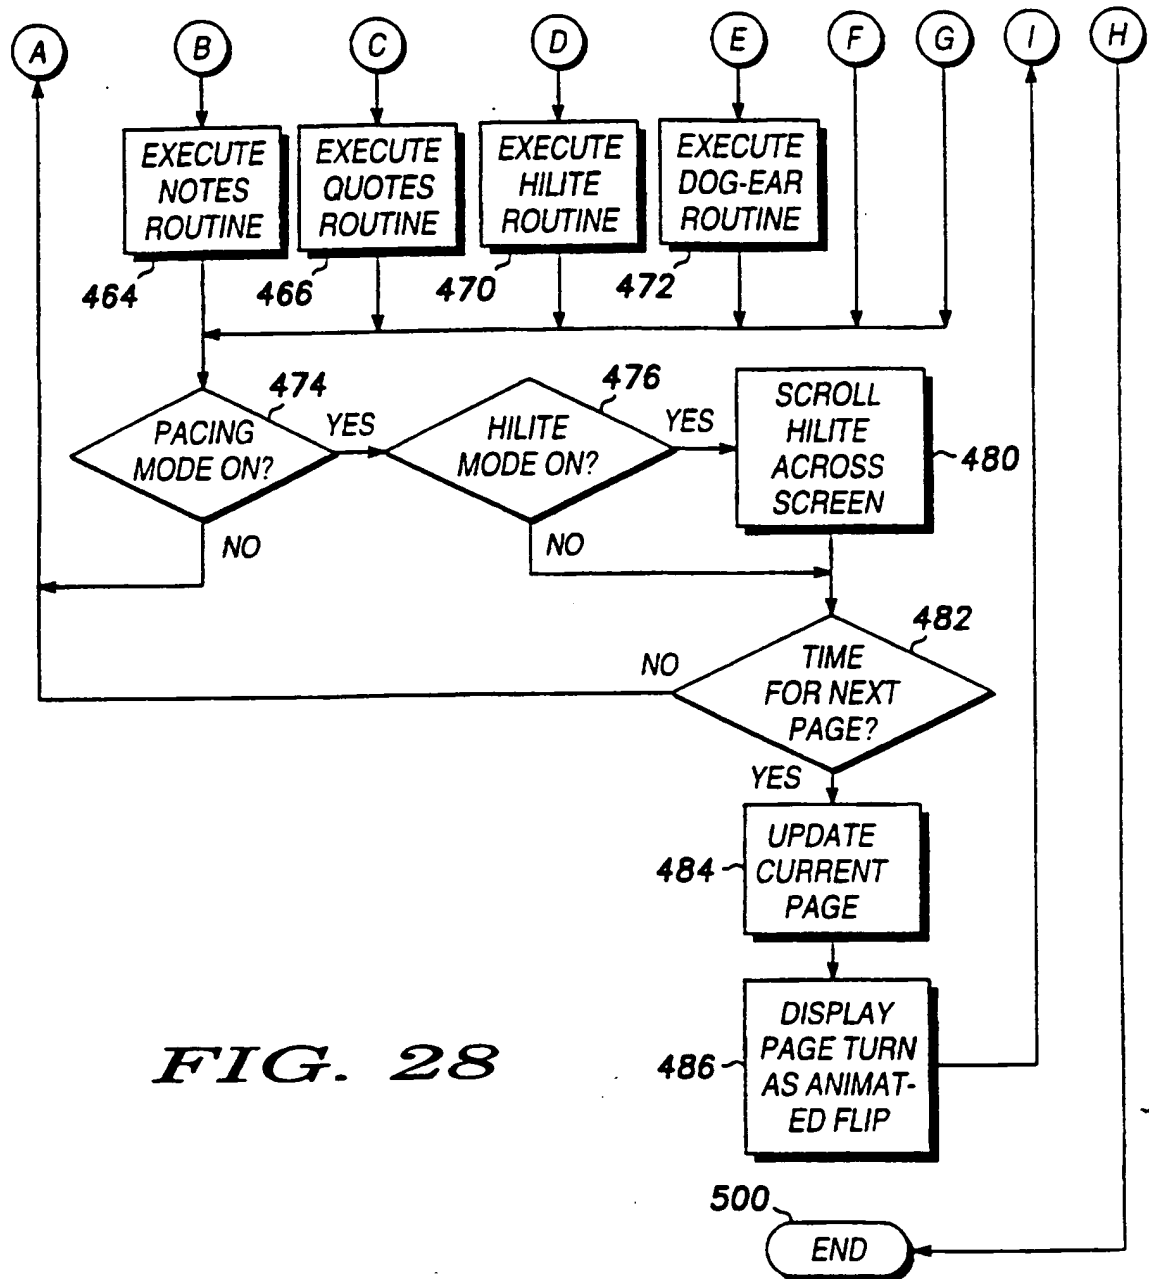 A B C D E F G I H
EXECUTE
NOTES
ROUTINE
464
EXECUTE
QUOTES
ROUTINE
466
EXECUTE
HILITE
ROUTINE
470
EXECUTE
DOG-EAR
ROUTINE
472
474
PACING
MODE ON?
YES
NO
476
HILITE
MODE ON?
YES
NO
SCROLL
HILITE
ACROSS
SCREEN
480
482
TIME
FOR NEXT
PAGE?
NO
YES
UPDATE
CURRENT
PAGE
484
DISPLAY
PAGE TURN
AS ANIMAT-
ED FLIP
486
FIG. 28
500
END